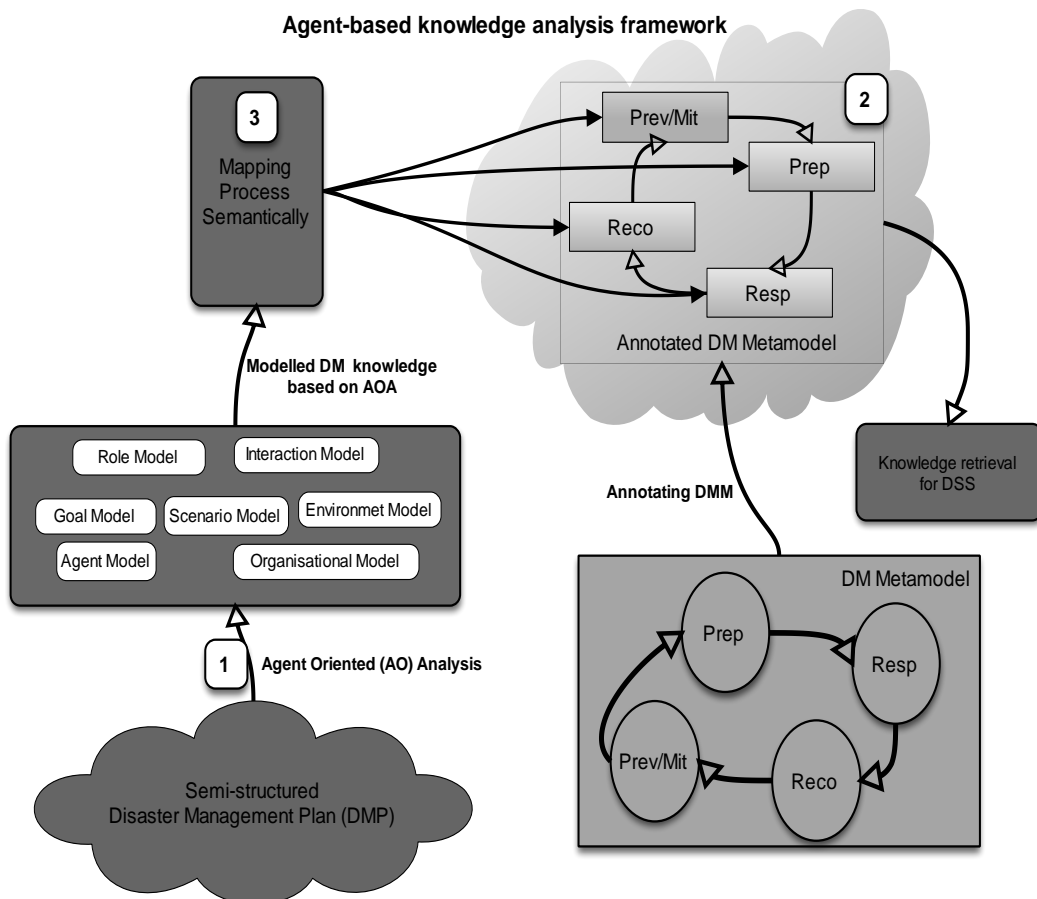 Agent-based knowledge analysis framework
3
Mapping
Process
Semantically
2
Prev/Mit
Prep
Reco
Resp
Annotated DM Metamodel
Modelled DM knowledge
based on AOA
Role Model
Interaction Model
Goal Model
Scenario Model
Environmet Model
Agent Model
Organisational Model
Knowledge retrieval
for DSS
Annotating DMM
1
Agent Oriented (AO) Analysis
DM Metamodel
Prep
Resp
Prev/Mit
Reco
Semi-structured
Disaster Management Plan (DMP)